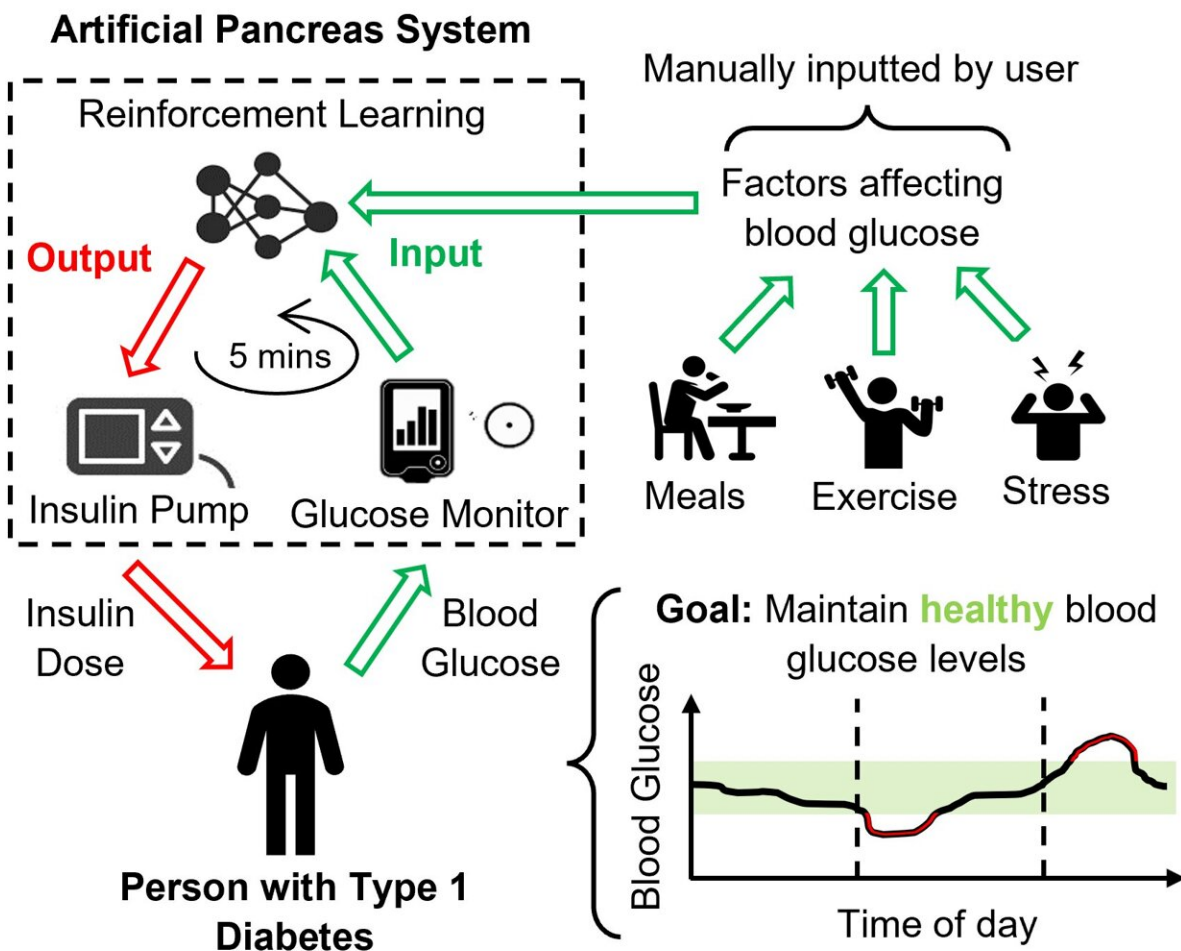 Artificial Pancreas System
Reinforcement Learning
Output
Input
5 mins
Insulin Pump
Glucose Monitor
Manually inputted by user
Factors affecting
blood glucose
Meals
Exercise
Stress
Insulin
Dose
Blood
Glucose
Person with Type 1
Diabetes
Goal: Maintain healthy blood
glucose levels
Blood Glucose
Time of day